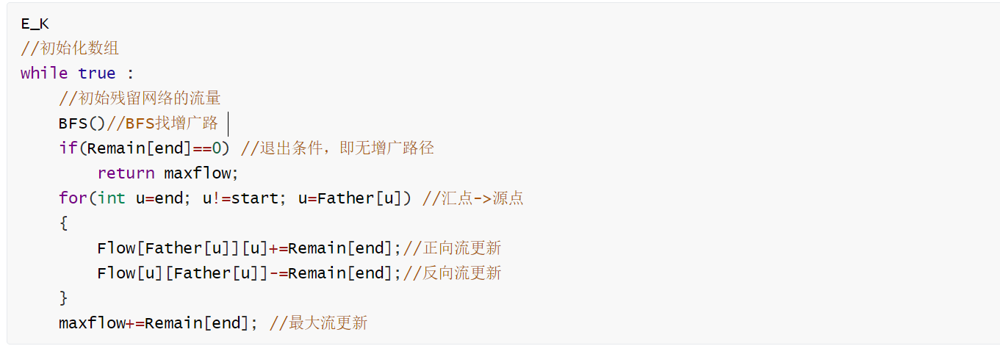 E_K
//初始化数组
while true :
    //初始残留网络的流量
    BFS()//BFS找增广路
    if(Remain[end]==0) //退出条件，即无增广路径
        return maxflow;
    for(int u=end; u!=start; u=Father[u]) //汇点->源点
    {
        Flow[Father[u]][u]+=Remain[end];//正向流更新
        Flow[u][Father[u]]-=Remain[end];//反向流更新
    }
    maxflow+=Remain[end]; //最大流更新